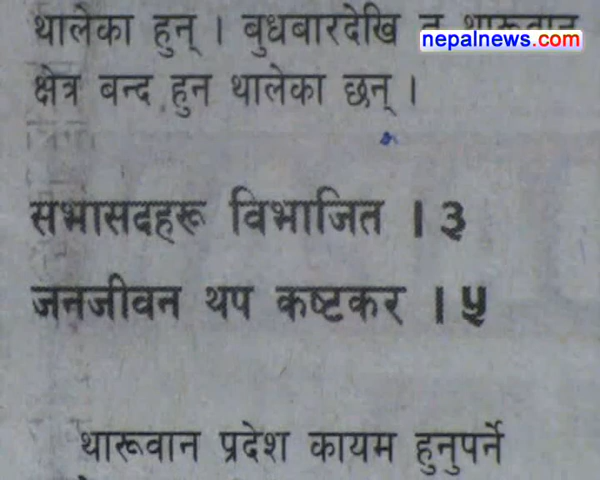 थालेका हुन् । बुधबारदेखि
nepalnews.com
क्षेत्र बन्द हुन थालेका छन् ।
सभासदहरू विभाजित । ३
जनजीवन थप कष्टकर । ५
थारूवान प्रदेश कायम हुनुपर्ने